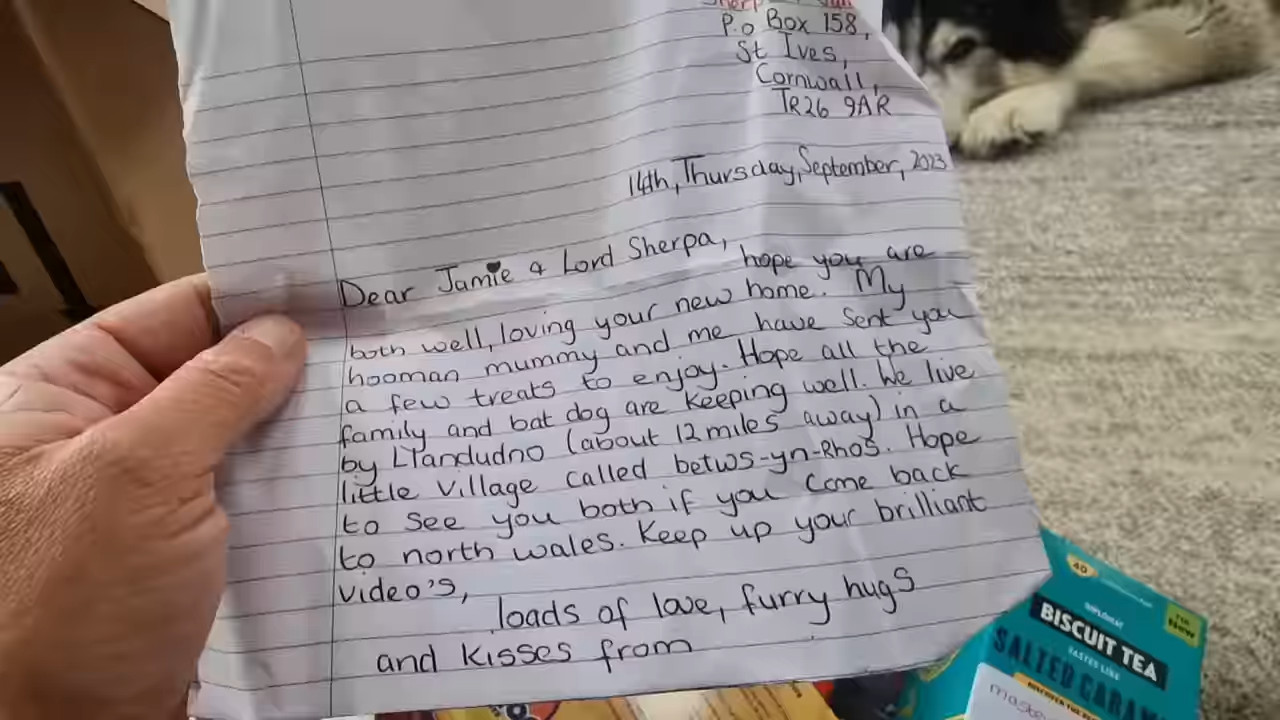 P.o Box 158,
St Ives,
Cornwall,
TR26 9AR
14th, Thursday, September, 2023
Dear Jamie & Lord Sherpa,
hope you are
both well, loving your new home. My
hooman mummy and me have sent you
a few treats to enjoy. Hope all the
family and bat dog are keeping well. We live
by Llandudno (about 12 miles away) in a
little village called betws-yn-Rhos. Hope
to see you both if you come back
to north wales. Keep up your brilliant
video's,
loads of love, furry hugs
and kisses from
40
BISCUIT TEA
TASTES LIKE
SALTED CARAM